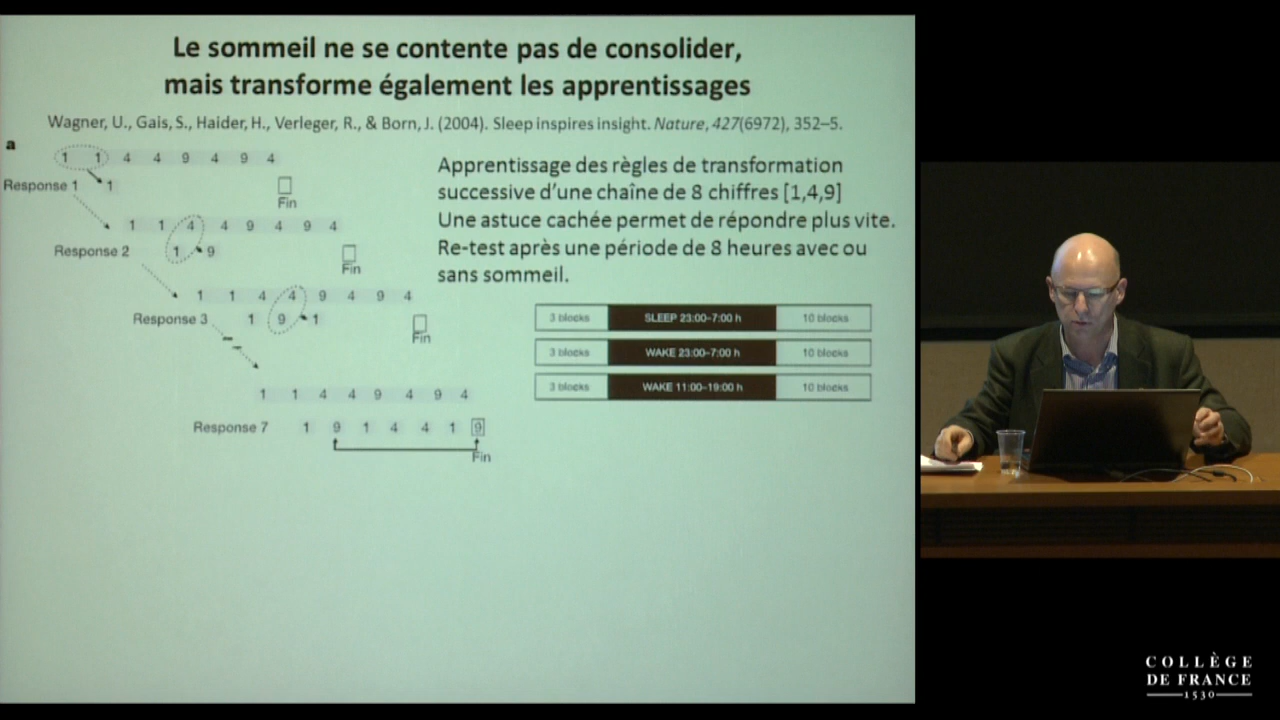 Le sommeil ne se contente pas de consolider,
mais transforme également les apprentissages
Wagner, U., Gais, S., Haider, H., Verleger, R., & Born, J. (2004). Sleep inspires insight. Nature, 427(6972), 352–5.
a
1 1 4 4 9 4 9 4
Response 1 1
Fin
1 1 4 4 9 4 9 4
Response 2 1 9
Fin
1 1 4 4 9 4 9 4
Response 3 1 9 1
Fin
1 1 4 4 9 4 9 4
Response 7 1 9 1 4 4 1 9
Fin
Apprentissage des règles de transformation
successive d'une chaîne de 8 chiffres [1,4,9]
Une astuce cachée permet de répondre plus vite.
Re-test après une période de 8 heures avec ou
sans sommeil.
3 blocks SLEEP 23:00–7:00 h 10 blocks
3 blocks WAKE 23:00–7:00 h 10 blocks
3 blocks WAKE 11:00–19:00 h 10 blocks
COLLÈGE
DE FRANCE
1530